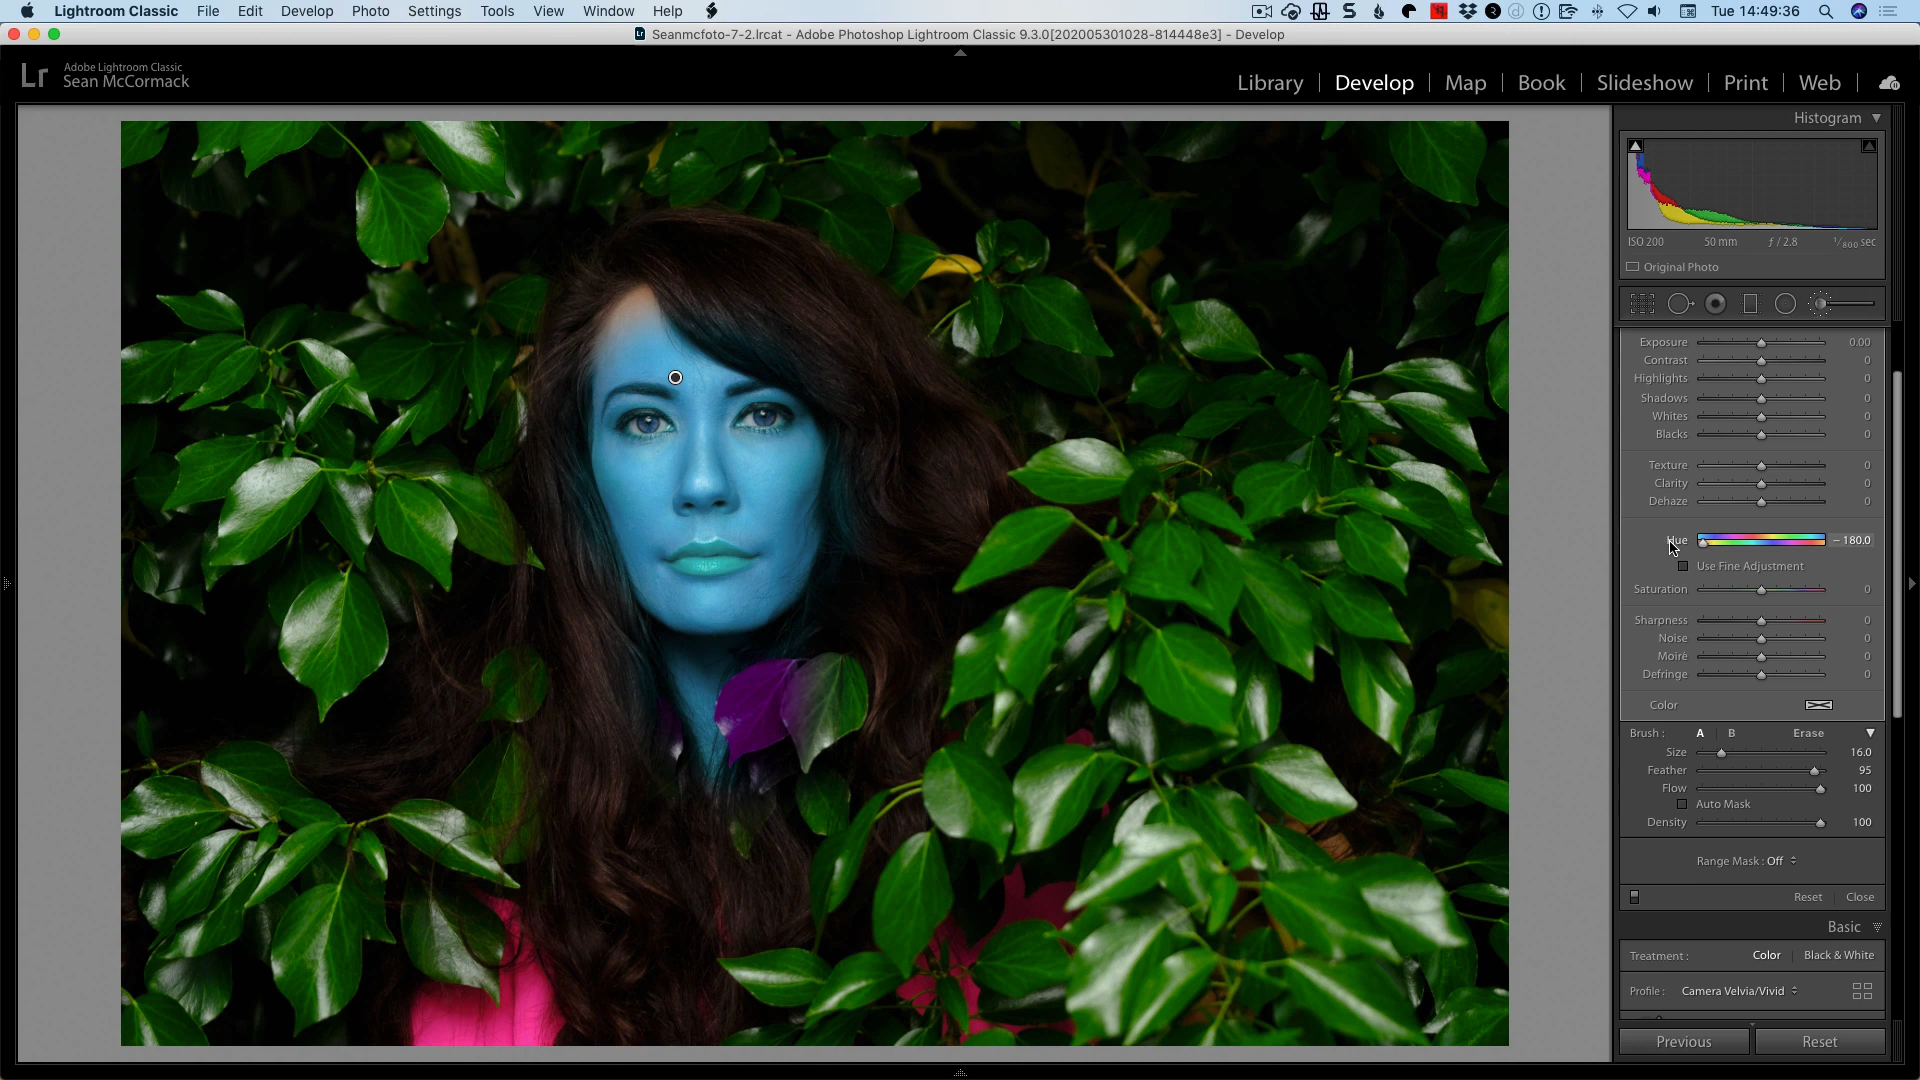 Lightroom Classic File Edit Develop Photo Settings Tools View Window Help Tue 14:49:36
Seanmcfoto-7-2.lrcat - Adobe Photoshop Lightroom Classic 9.3.0[202005301028-814448e3] - Develop
Lr Adobe Lightroom Classic
Sean McCormack
Library | Develop | Map | Book | Slideshow | Print | Web
Histogram
ISO 200 50 mm ƒ / 2.8 1/800 sec
Original Photo
Exposure 0.00
Contrast 0
Highlights 0
Shadows 0
Whites 0
Blacks 0
Texture 0
Clarity 0
Dehaze 0
Hue – 180.0
Use Fine Adjustment
Saturation 0
Sharpness 0
Noise 0
Moiré 0
Defringe 0
Color
Brush : A | B Erase
Size 16.0
Feather 95
Flow 100
Auto Mask
Density 100
Range Mask : Off
Reset | Close
Basic
Treatment : Color | Black & White
Profile : Camera Velvia/Vivid
Previous Reset